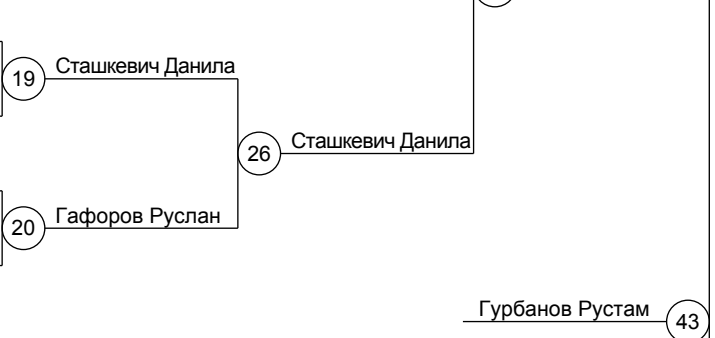 19 Сташкевич Данила
26 Сташкевич Данила
20 Гафоров Руслан
Гурбанов Рустам 43